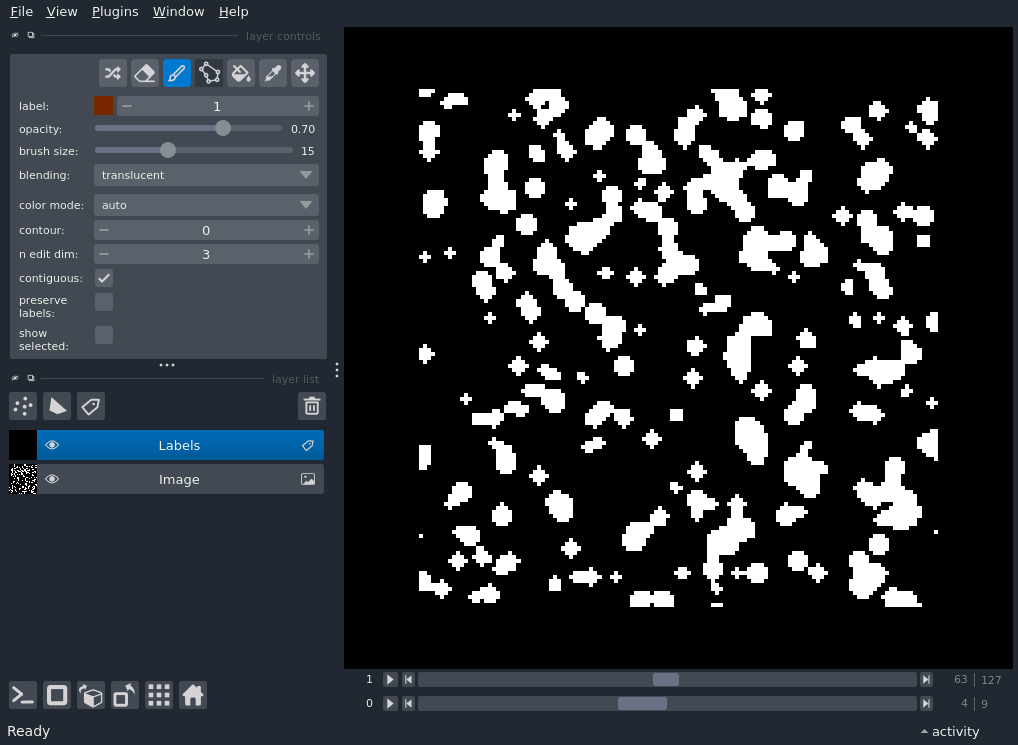 File View Plugins Window Help
layer controls
label: 1
opacity: 0.70
brush size: 15
blending: translucent
color mode: auto
contour: 0
n edit dim: 3
contiguous:
preserve
labels:
show
selected:
layer list
Labels
Image
1 63 127
0 4 9
Ready activity